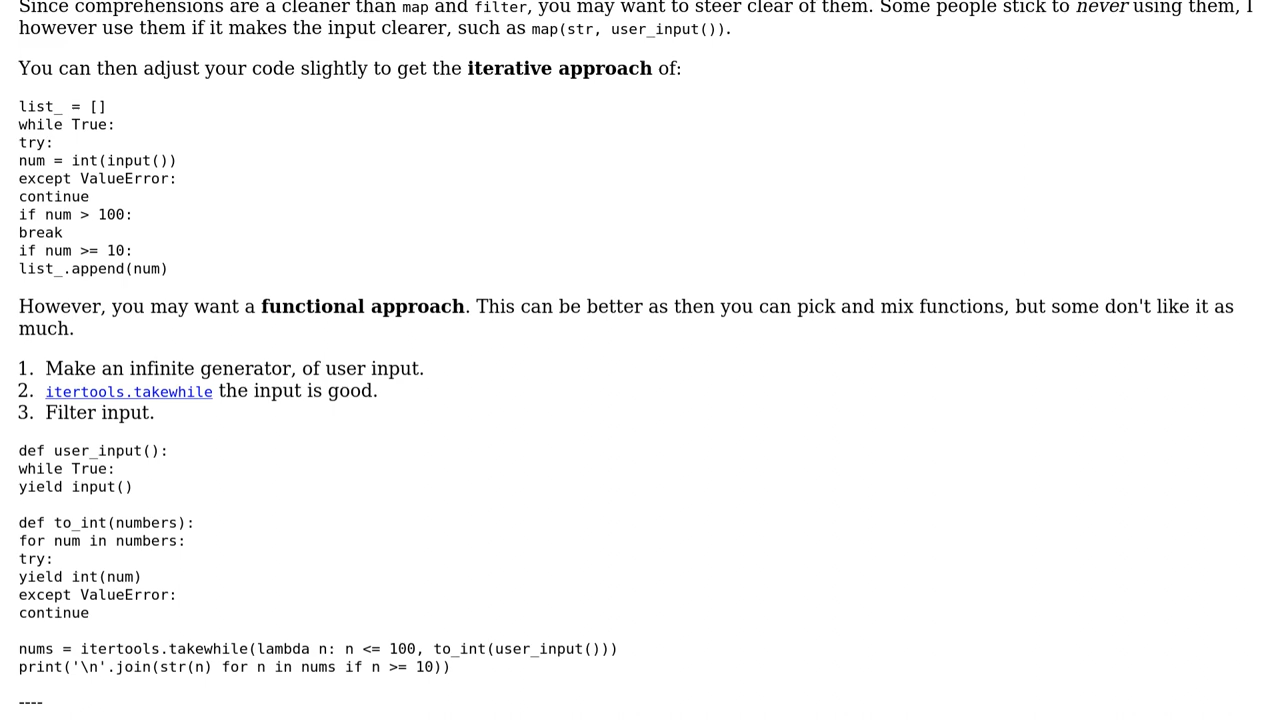 Since comprehensions are a cleaner than map and filter, you may want to steer clear of them. Some people stick to never using them, I
however use them if it makes the input clearer, such as map(str, user_input()).
You can then adjust your code slightly to get the iterative approach of:
list_ = []
while True:
try:
num = int(input())
except ValueError:
continue
if num > 100:
break
if num >= 10:
list_.append(num)
However, you may want a functional approach. This can be better as then you can pick and mix functions, but some don't like it as
much.
1. Make an infinite generator, of user input.
2. itertools.takewhile the input is good.
3. Filter input.
def user_input():
while True:
yield input()
def to_int(numbers):
for num in numbers:
try:
yield int(num)
except ValueError:
continue
nums = itertools.takewhile(lambda n: n <= 100, to_int(user_input()))
print('\n'.join(str(n) for n in nums if n >= 10))
----